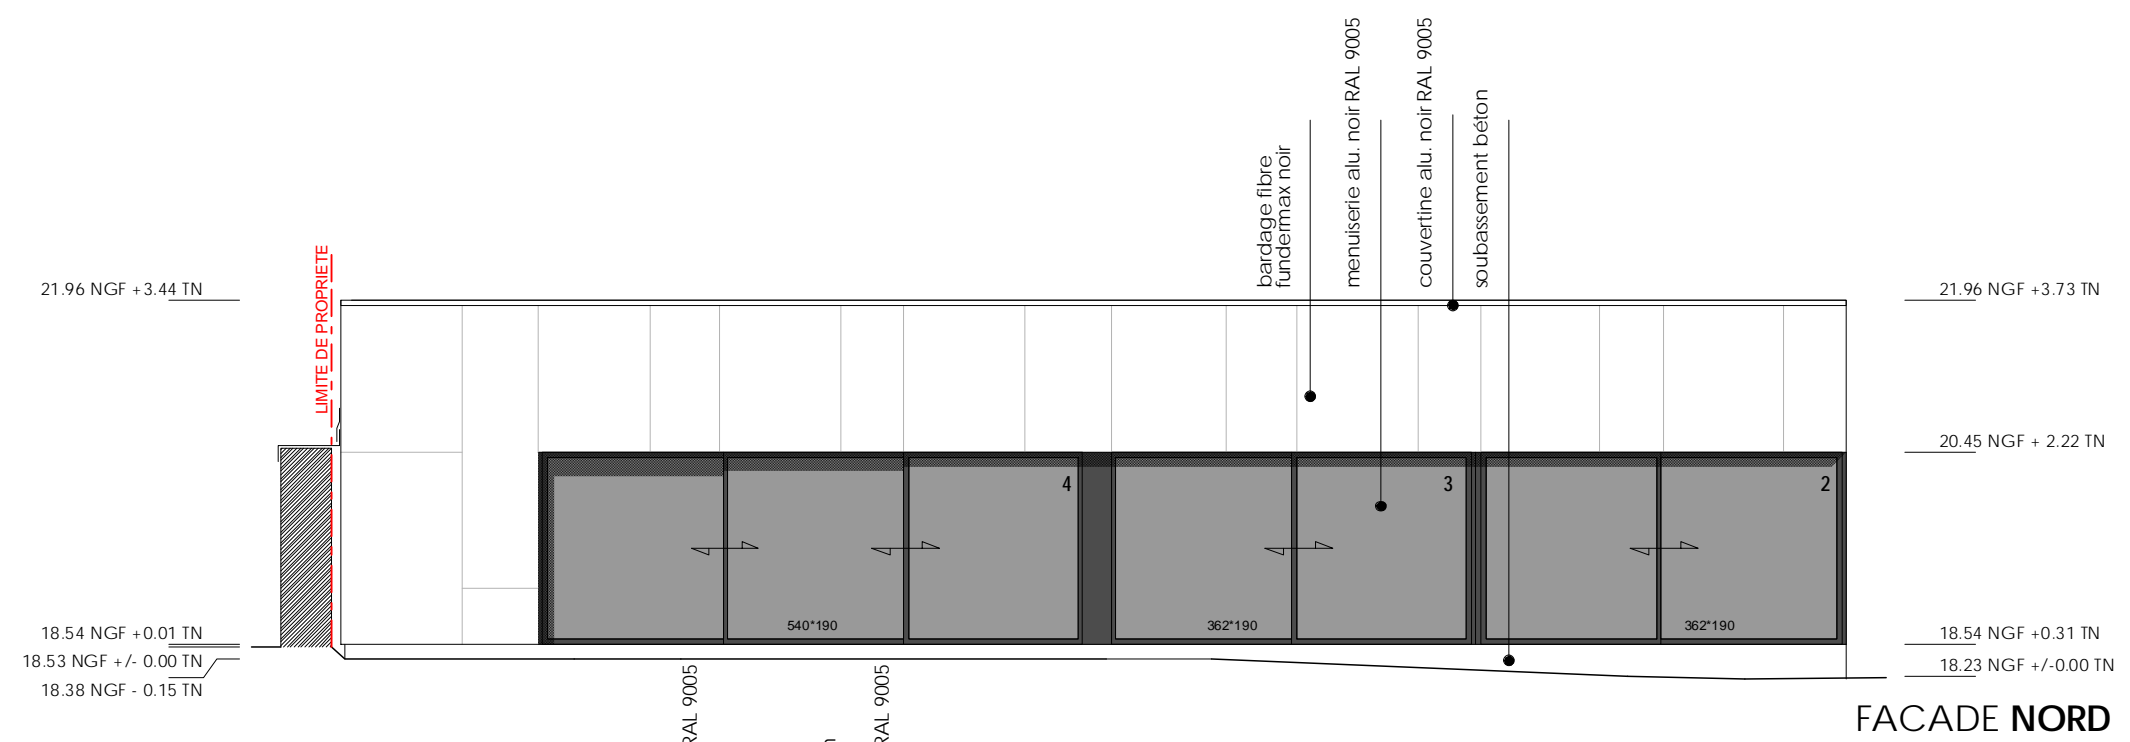 bardage fibre
fundermax noir
menuiserie alu. noir RAL 9005
couvertine alu. noir RAL 9005
soubassement béton
LIMITE DE PROPRIETE
21.96 NGF +3.44 TN
21.96 NGF +3.73 TN
20.45 NGF + 2.22 TN
4
3
2
540*190
362*190
362*190
18.54 NGF +0.01 TN
18.53 NGF +/- 0.00 TN
18.38 NGF - 0.15 TN
18.54 NGF +0.31 TN
18.23 NGF +/-0.00 TN
RAL 9005
RAL 9005
FACADE NORD